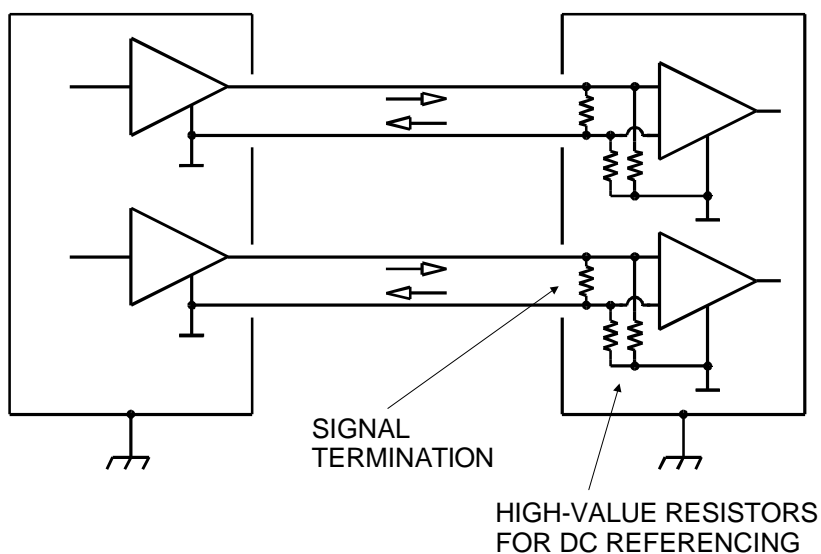 SIGNAL
TERMINATION
HIGH-VALUE RESISTORS
FOR DC REFERENCING